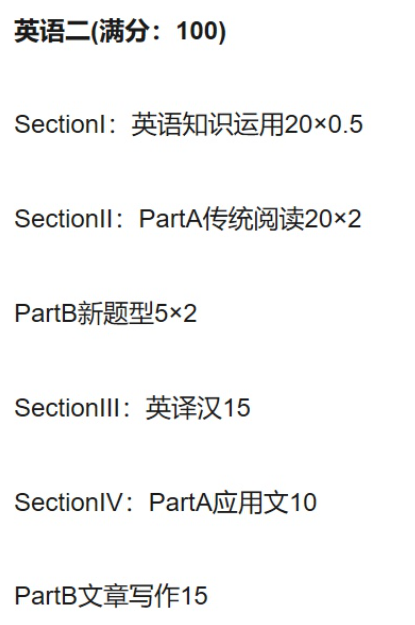 英语二(满分：100)
SectionI：英语知识运用20×0.5
SectionII：PartA传统阅读20×2
PartB新题型5×2
SectionIII：英译汉15
SectionIV：PartA应用文10
PartB文章写作15